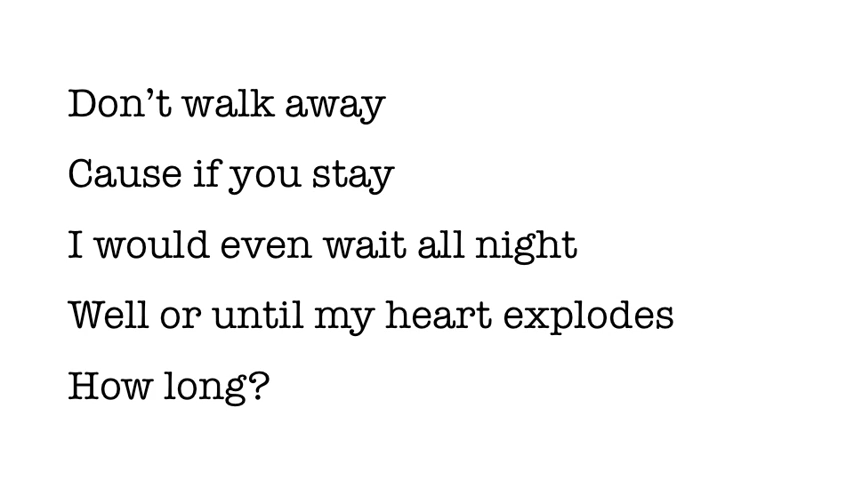 Don’t walk away
Cause if you stay
I would even wait all night
Well or until my heart explodes
How long?